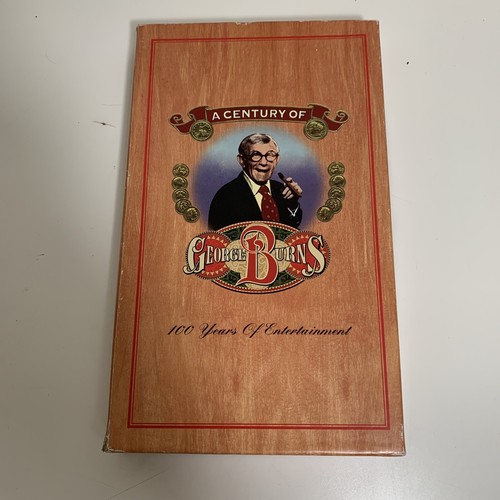 A CENTURY OF
GEORGE BURNS
100 Years Of Entertainment